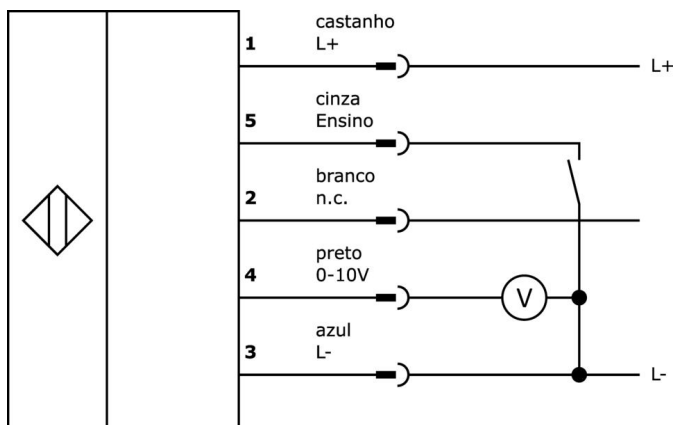 castanho
1 L+
L+
cinza
5 Ensino
branco
2 n.c.
preto
4 0-10V
V
azul
3 L-
L-